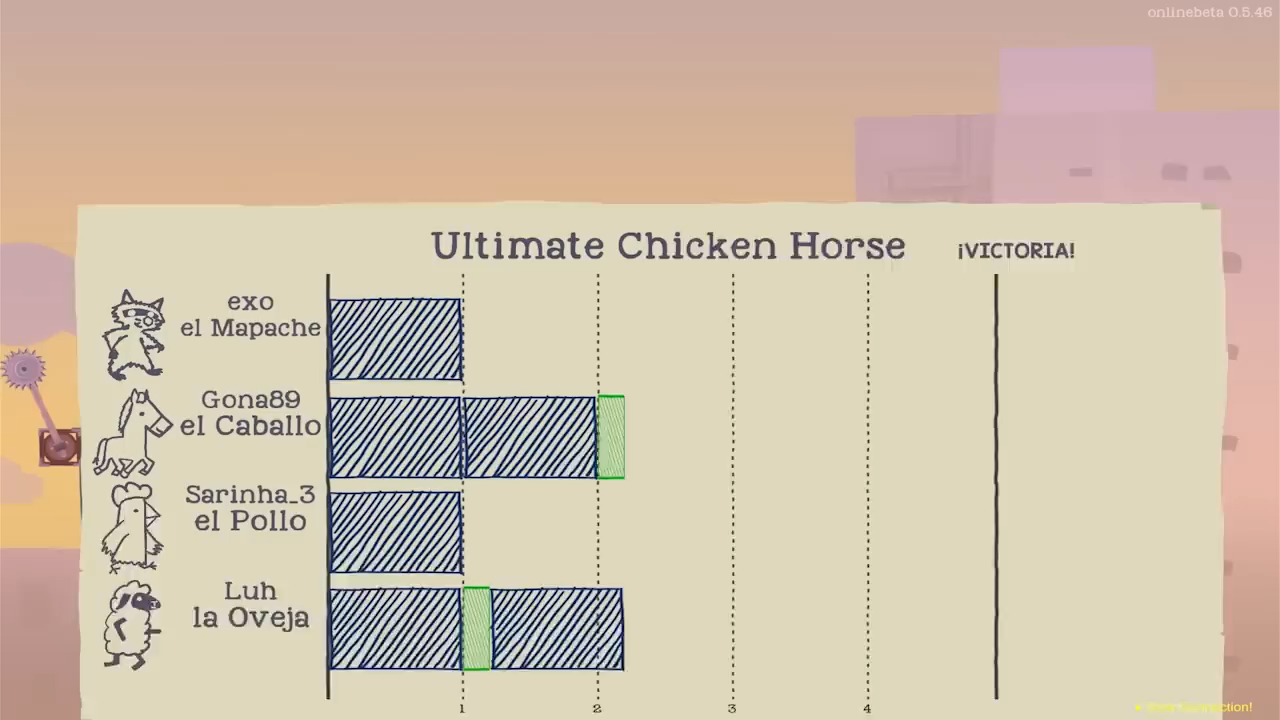 onlinebeta 0.5.46
Ultimate Chicken Horse
¡VICTORIA!
exo
el Mapache
Gona89
el Caballo
Sarinha_3
el Pollo
Luh
la Oveja
1 2 3 4
Connection!